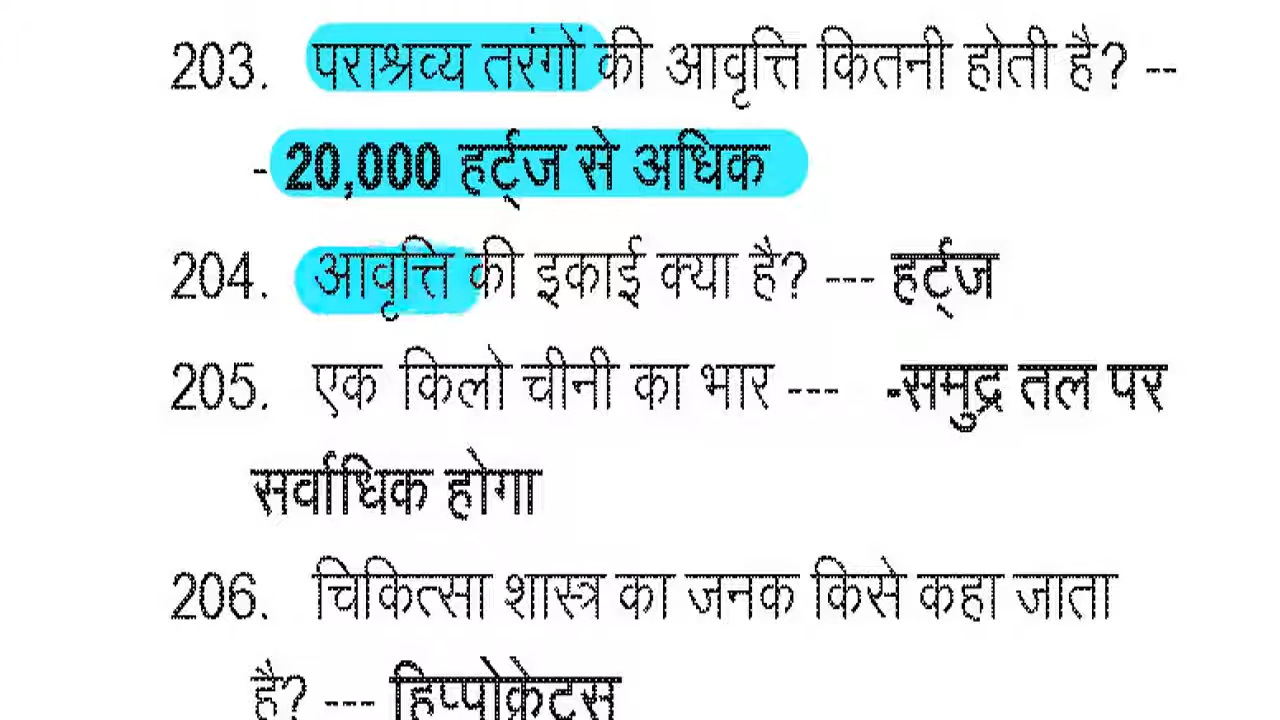 203. पराश्रव्य तरंगों की आवृत्ति कितनी होती है? --
- 20,000 हर्ट्ज से अधिक
204. आवृत्ति की इकाई क्या है? --- हर्ट्ज
205. एक किलो चीनी का भार --- -समुद्र तल पर
सर्वाधिक होगा
206. चिकित्सा शास्त्र का जनक किसे कहा जाता
है? --- हिप्पोक्रेटस